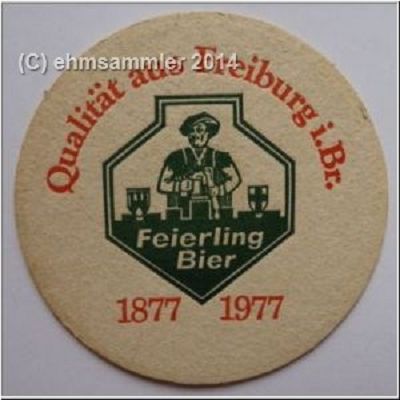 (C) ehmsammler 2014
Qualität aus Freiburg i.Br.
Feierling
Bier
1877 1977